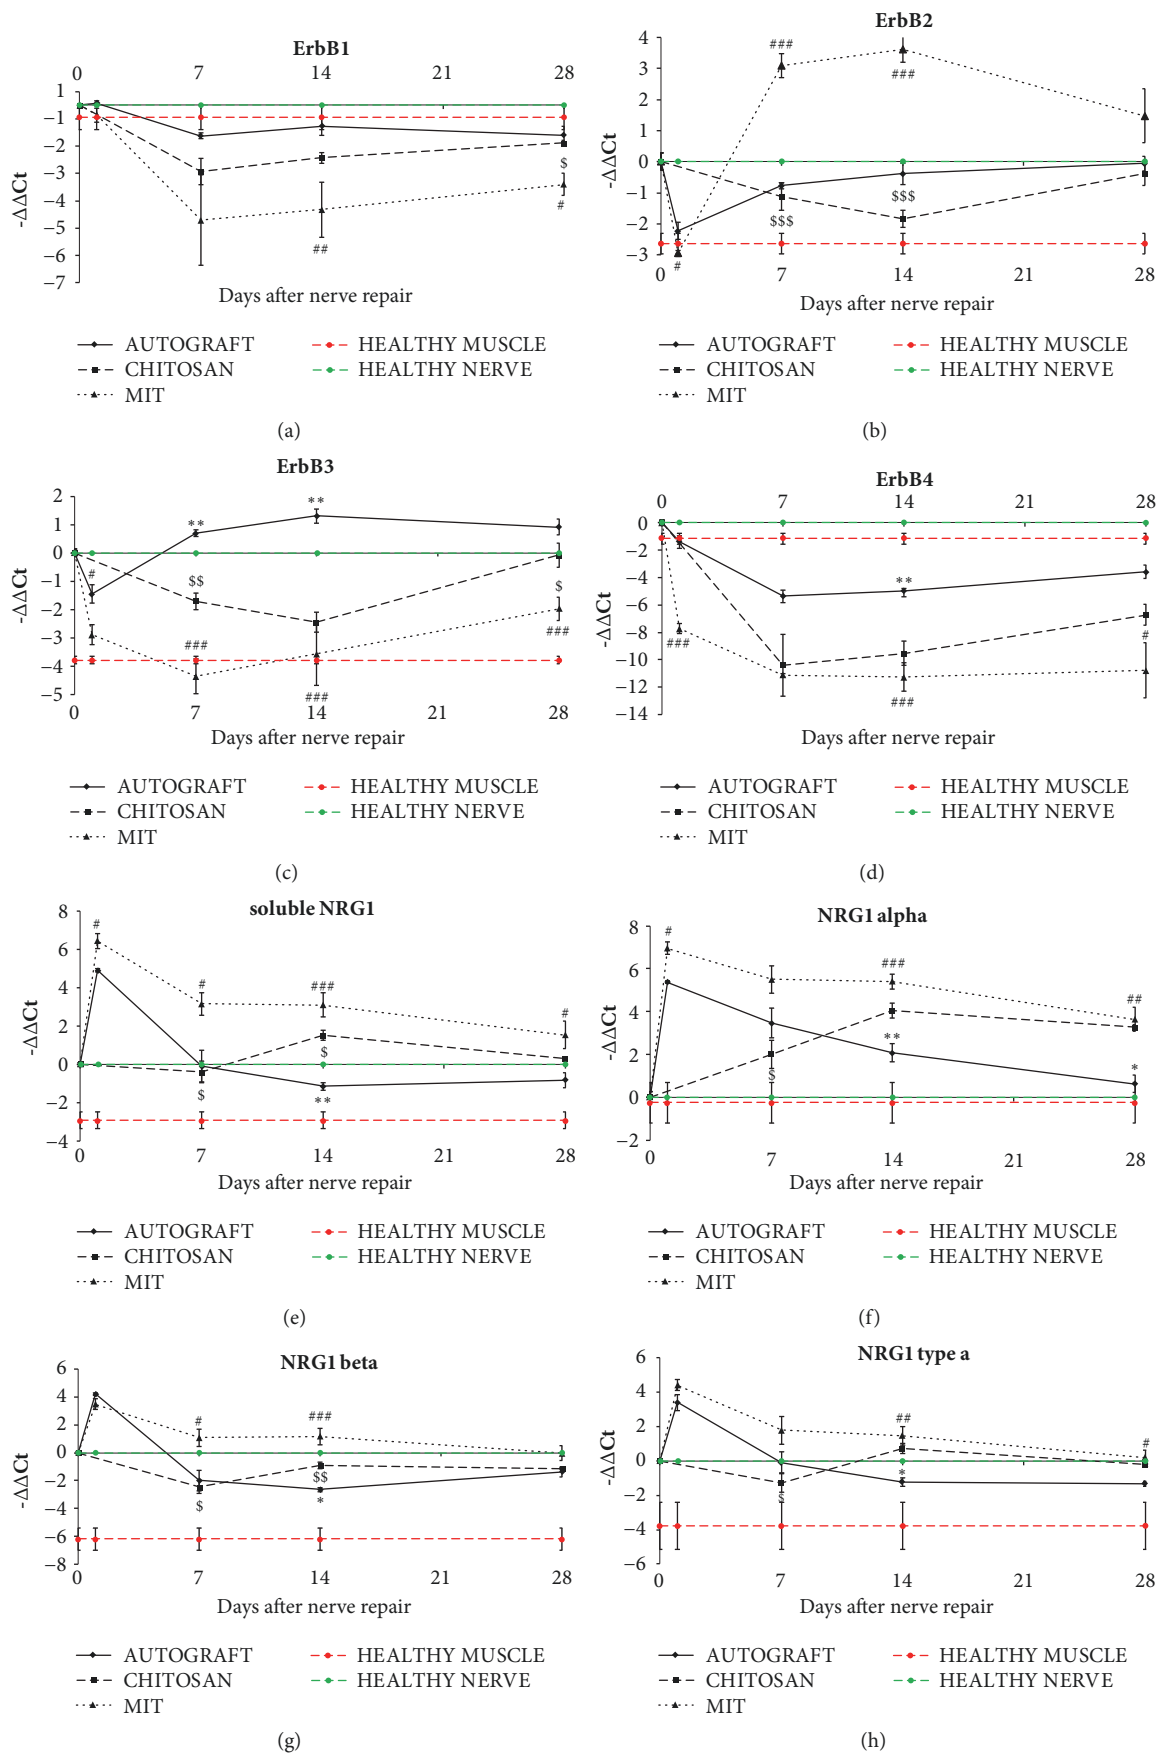 ErbB1
0 7 14 21 28
1
−1
−2
−3
−4
−5
−6
−7
-ΔΔCt
$
#
##
Days after nerve repair
AUTOGRAFT HEALTHY MUSCLE
CHITOSAN HEALTHY NERVE
MIT
(a)
ErbB2
4
3
2
1
0
−1
−2
−3
-ΔΔCt
###
###
$$$
$$$
#
0 7 14 21 28
Days after nerve repair
AUTOGRAFT HEALTHY MUSCLE
CHITOSAN HEALTHY NERVE
MIT
(b)
ErbB3
2
1
0
−1
−2
−3
−4
−5
-ΔΔCt
** **
#
$$ $
### ###
###
0 7 14 21 28
Days after nerve repair
AUTOGRAFT HEALTHY MUSCLE
CHITOSAN HEALTHY NERVE
MIT
(c)
ErbB4
0 7 14 21 28
0
−2
−4
−6
−8
−10
−12
−14
-ΔΔCt
**
### #
###
Days after nerve repair
AUTOGRAFT HEALTHY MUSCLE
CHITOSAN HEALTHY NERVE
MIT
(d)
soluble NRG1
8
6
4
2
0
−2
−4
-ΔΔCt
#
# ###
#
$
$
**
0 7 14 21 28
Days after nerve repair
AUTOGRAFT HEALTHY MUSCLE
CHITOSAN HEALTHY NERVE
MIT
(e)
NRG1 alpha
8
6
4
2
0
−2
-ΔΔCt
#
###
##
**
$ *
0 7 14 21 28
Days after nerve repair
AUTOGRAFT HEALTHY MUSCLE
CHITOSAN HEALTHY NERVE
MIT
(f)
NRG1 beta
6
4
2
0
−2
−4
−6
−8
-ΔΔCt
# ###
$$
$ *
0 7 14 21 28
Days after nerve repair
AUTOGRAFT HEALTHY MUSCLE
CHITOSAN HEALTHY NERVE
MIT
(g)
NRG1 type a
6
4
2
0
−2
−4
−6
-ΔΔCt
##
#
*
$
0 7 14 21 28
Days after nerve repair
AUTOGRAFT HEALTHY MUSCLE
CHITOSAN HEALTHY NERVE
MIT
(h)